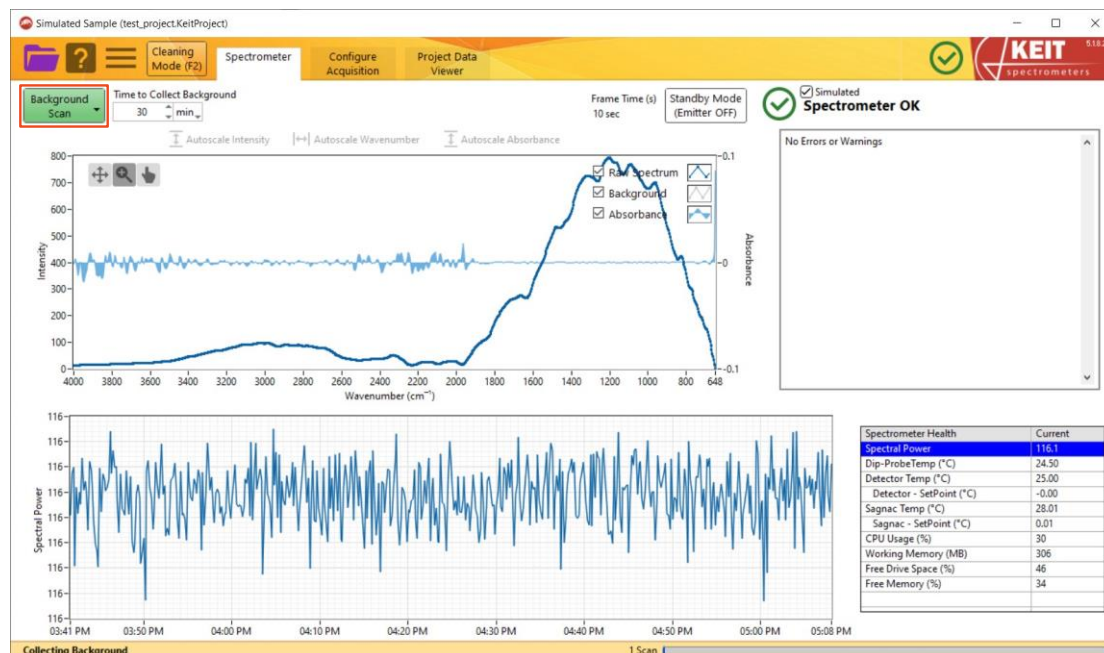 Simulated Sample (test_project.KeitProject)
?
Cleaning
Mode (F2)
Spectrometer
Configure
Acquisition
Project Data
Viewer
KEIT
spectrometers
Background
Scan
Time to Collect Background
30
min
Frame Time (s)
10 sec
Standby Mode
(Emitter OFF)
Simulated
Spectrometer OK
Autoscale Intensity
Autoscale Wavenumber
Autoscale Absorbance
No Errors or Warnings
800
700
600
500
400
300
200
100
0
Intensity
Raw Spectrum
Background
Absorbance
0.1
0
-0.1
Absorbance
4000 3800 3600 3400 3200 3000 2800 2600 2400 2200 2000 1800 1600 1400 1200 1000 800 648
Wavenumber (cm⁻¹)
116
116
116
116
116
116
116
116
116
Spectral Power
03:41 PM 03:50 PM 04:00 PM 04:10 PM 04:20 PM 04:30 PM 04:40 PM 04:50 PM 05:00 PM 05:08 PM
Spectrometer Health Current
Spectral Power 116.1
Dip-ProbeTemp (°C) 24.50
Detector Temp (°C) 25.00
Detector - SetPoint (°C) -0.00
Sagnac Temp (°C) 28.01
Sagnac - SetPoint (°C) 0.01
CPU Usage (%) 30
Working Memory (MB) 306
Free Drive Space (%) 46
Free Memory (%) 34
Collecting Background
1 Scan